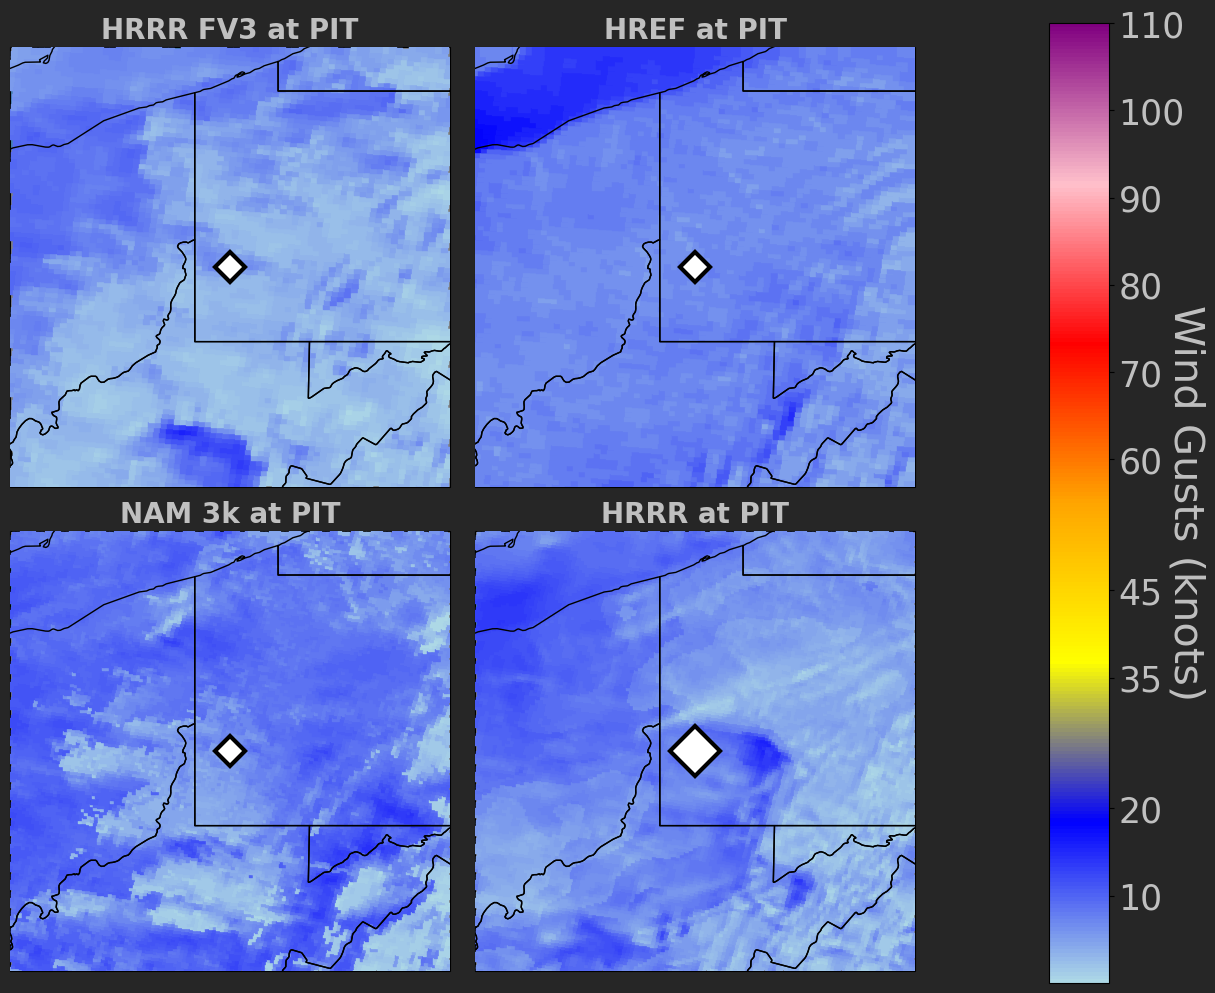 HRRR FV3 at PIT
HREF at PIT
NAM 3k at PIT
HRRR at PIT
110
100
90
80
70
60
45
35
20
10
Wind Gusts (knots)